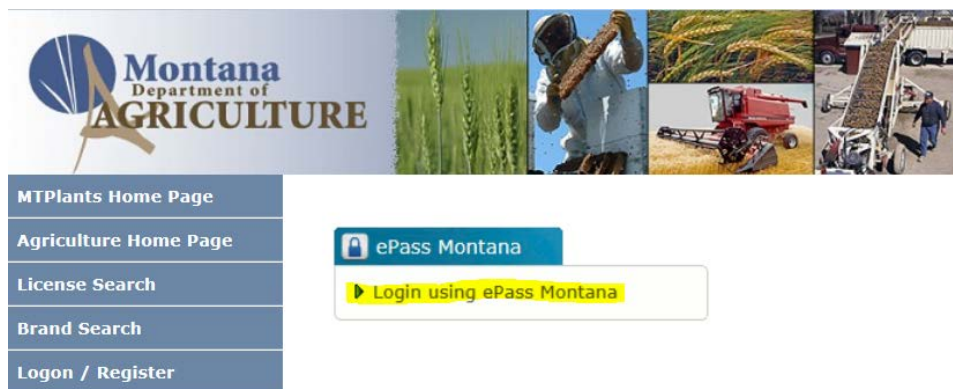 Montana
Department of
AGRICULTURE
MTPlants Home Page
Agriculture Home Page
License Search
Brand Search
Logon / Register
ePass Montana
Login using ePass Montana